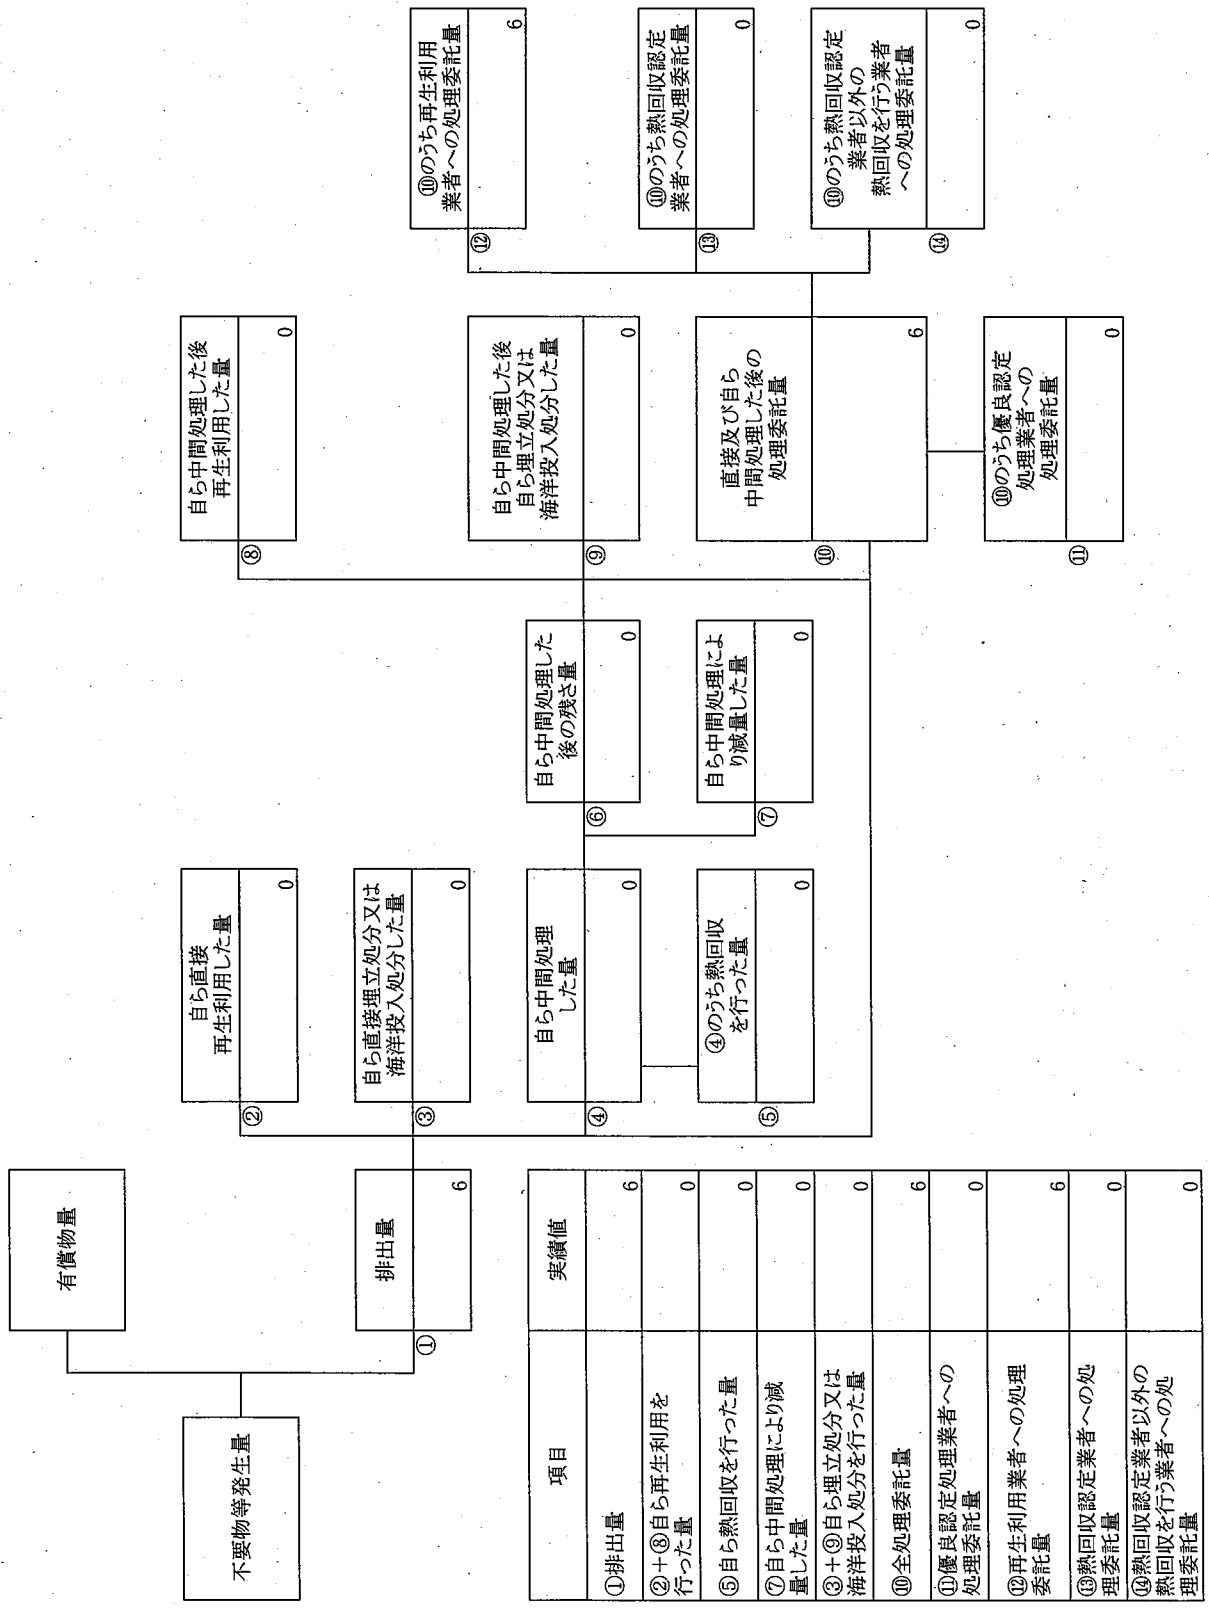 不要物等発生量
有償物量
①
排出量
6
②
自ら直接
再生利用した量
0
③
自ら直接埋立処分又は
海洋投入処分した量
0
④
自ら中間処理
した量
0
⑤
④のうち熱回収
を行った量
0
⑥
自ら中間処理した
後の残さ量
0
⑦
自ら中間処理によ
り減量した量
0
⑧
自ら中間処理した後
再生利用した量
0
⑨
自ら中間処理した後
自ら埋立処分又は
海洋投入処分した量
0
⑩
直接及び自ら
中間処理した後の
処理委託量
6
⑪
⑩のうち優良認定
処理業者への
処理委託量
0
⑫
⑩のうち再生利用
業者への処理委託量
6
⑬
⑩のうち熱回収認定
業者への処理委託量
0
⑭
⑩のうち熱回収認定
業者以外の
熱回収を行う業者
への処理委託量
0
項目
実績値
①排出量
6
②+⑧自ら再生利用を
行った量
0
⑤自ら熱回収を行った量
0
⑦自ら中間処理により減
量した量
0
③+⑨自ら埋立処分又は
海洋投入処分を行った量
0
⑩全処理委託量
6
⑪優良認定処理業者への
処理委託量
0
⑫再生利用業者への処理
委託量
6
⑬熱回収認定業者への処
理委託量
0
⑭熱回収認定業者以外の
熱回収を行う業者への処
理委託量
0